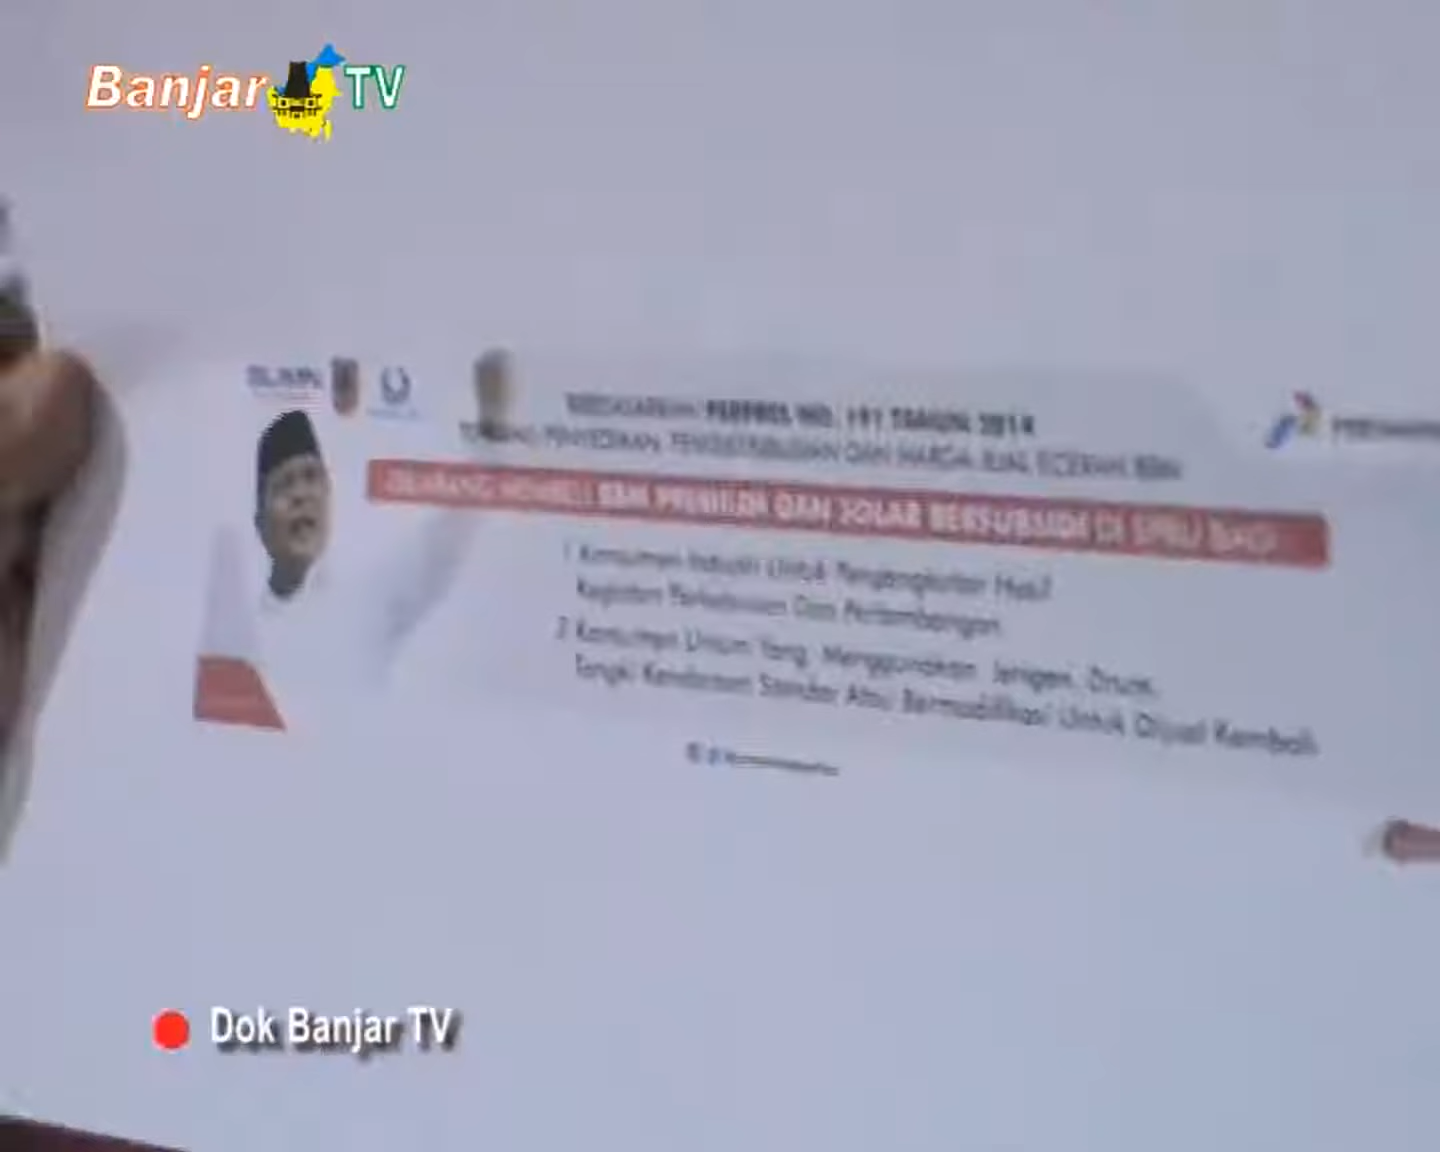 Banjar TV
BERDASARKAN PERPRES NO. 191 TAHUN 2014
TENTANG PENYEDIAAN, PENDISTRIBUSIAN DAN HARGA JUAL ECERAN BBM
DILARANG MEMBELI BBM PREMIUM DAN SOLAR BERSUBSIDI DI SPBU BAGI
1 Konsumen Industri Untuk Pengangkutan Hasil
Kegiatan Perkebunan Dan Pertambangan
2 Konsumen Umum Yang Menggunakan Jerigen, Drum,
Tangki Kendaraan Standar Atau Bermodifikasi Untuk Dijual Kembali
Dok Banjar TV